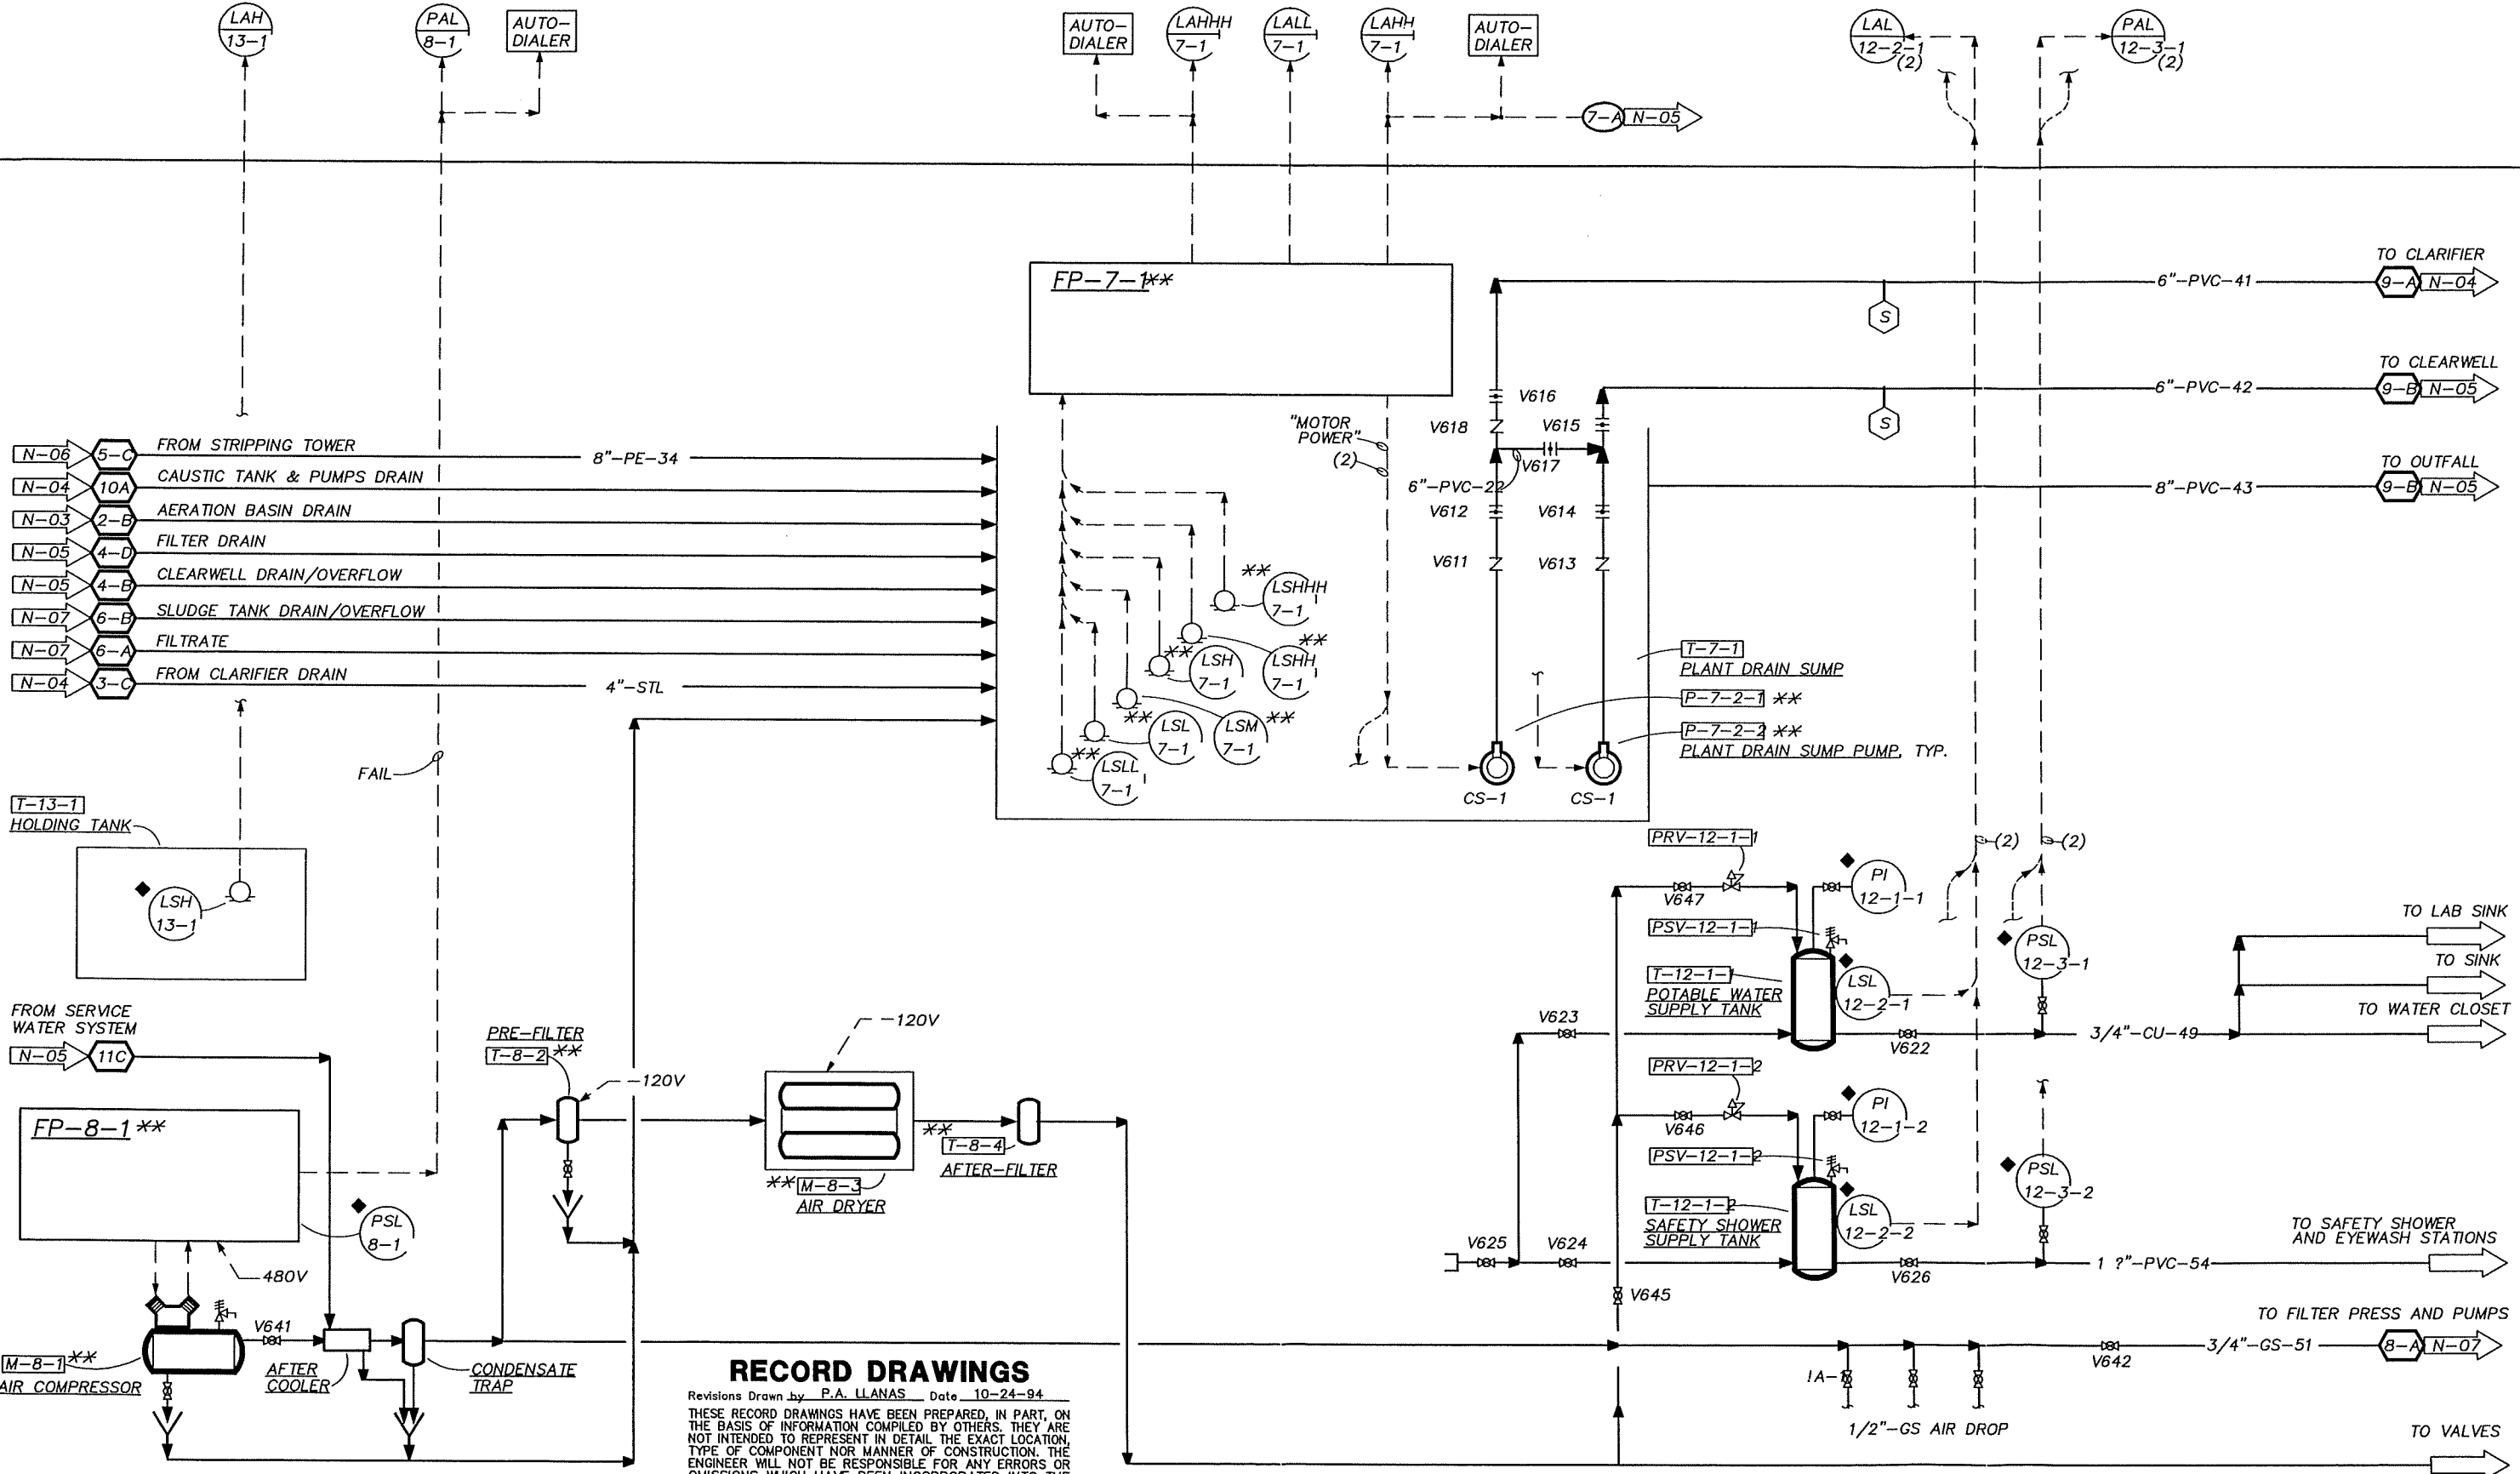 LAH
13-1
PAL
8-1
AUTO-
DIALER
AUTO-
DIALER
LAHHH
7-1
LALL
7-1
LAHH
7-1
AUTO-
DIALER
LAL
12-2-1
(2)
PAL
12-3-1
(2)
7-A N-05
FP-7-1**
TO CLARIFIER
6"-PVC-41
9-A N-04
S
TO CLEARWELL
6"-PVC-42
9-B N-05
S
TO OUTFALL
8"-PVC-43
9-B N-05
V616
V618
V615
V617
6"-PVC-22
V612
V614
V611
V613
"MOTOR
POWER"
(2)
N-06 5-C FROM STRIPPING TOWER 8"-PE-34
N-04 10A CAUSTIC TANK & PUMPS DRAIN
N-03 2-B AERATION BASIN DRAIN
N-05 4-D FILTER DRAIN
N-05 4-B CLEARWELL DRAIN/OVERFLOW
N-07 6-B SLUDGE TANK DRAIN/OVERFLOW
N-07 6-A FILTRATE
N-04 3-C FROM CLARIFIER DRAIN 4"-STL
** LSHHH
7-1
** LSHH
7-1
** LSH
7-1
LSM **
7-1
** LSL
7-1
** LSLL
7-1
T-7-1
PLANT DRAIN SUMP
P-7-2-1 **
P-7-2-2 **
PLANT DRAIN SUMP PUMP, TYP.
CS-1
CS-1
FAIL
T-13-1
HOLDING TANK
LSH
13-1
FROM SERVICE
WATER SYSTEM
N-05 11C
FP-8-1 **
PSL
8-1
480V
V641
M-8-1 **
AIR COMPRESSOR
AFTER
COOLER
CONDENSATE
TRAP
PRE-FILTER
T-8-2 **
120V
120V
** M-8-3
AIR DRYER
**
T-8-4
AFTER-FILTER
(2)
(2)
PRV-12-1-1
V647
PI
12-1-1
PSV-12-1-1
T-12-1-1
POTABLE WATER
SUPPLY TANK
LSL
12-2-1
PSL
12-3-1
V623
V622
3/4"-CU-49
TO LAB SINK
TO SINK
TO WATER CLOSET
PRV-12-1-2
V646
PI
12-1-2
PSV-12-1-2
T-12-1-2
SAFETY SHOWER
SUPPLY TANK
LSL
12-2-2
PSL
12-3-2
V625
V624
V626
1 ?"-PVC-54
TO SAFETY SHOWER
AND EYEWASH STATIONS
V645
TO FILTER PRESS AND PUMPS
V642
3/4"-GS-51
8-A N-07
!A-1
1/2"-GS AIR DROP
TO VALVES
RECORD DRAWINGS
Revisions Drawn by P.A. LLANAS Date 10-24-94
THESE RECORD DRAWINGS HAVE BEEN PREPARED, IN PART, ON
THE BASIS OF INFORMATION COMPILED BY OTHERS. THEY ARE
NOT INTENDED TO REPRESENT IN DETAIL THE EXACT LOCATION,
TYPE OF COMPONENT NOR MANNER OF CONSTRUCTION. THE
ENGINEER WILL NOT BE RESPONSIBLE FOR ANY ERRORS OR
OMISSIONS WHICH HAVE BEEN INCORPORATED INTO THE